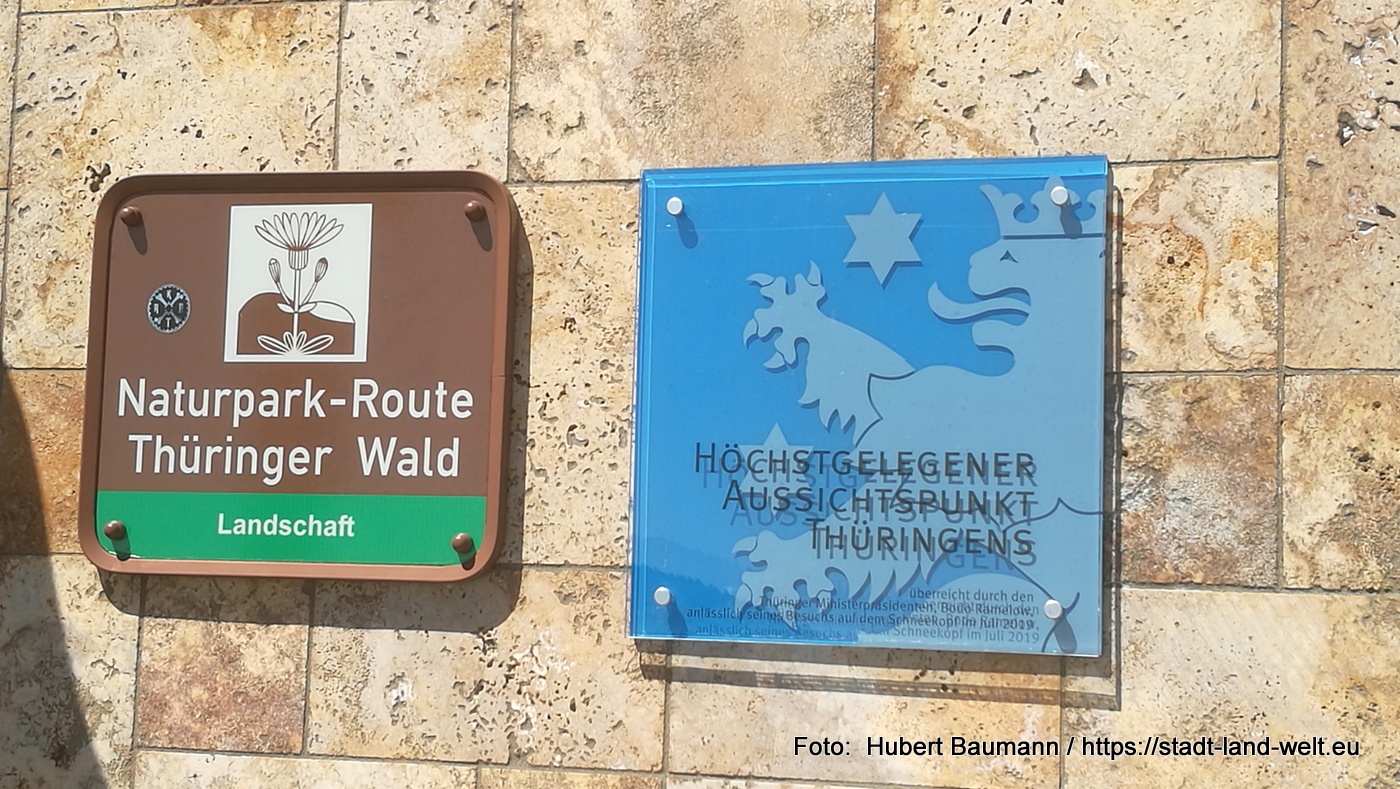 Naturpark-Route
Thüringer Wald
Landschaft
HÖCHSTGELEGENER
AUSSICHTSPUNKT
THÜRINGENS
überreicht durch den
Thüringer Ministerpräsidenten, Bodo Ramelow,
anlässlich seines Besuchs auf dem Schneekopf im Juli 2019
Foto: Hubert Baumann / https://stadt-land-welt.eu